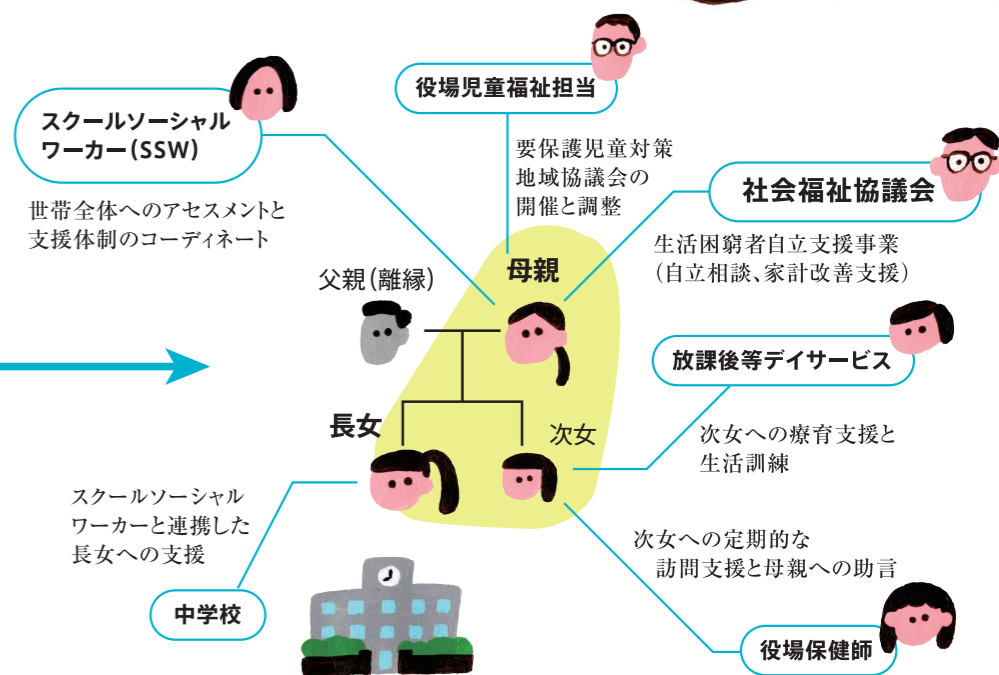 役場児童福祉担当
要保護児童対策
地域協議会の
開催と調整
スクールソーシャル
ワーカー(SSW)
世帯全体へのアセスメントと
支援体制のコーディネート
社会福祉協議会
生活困窮者自立支援事業
(自立相談、家計改善支援)
父親(離縁)
母親
放課後等デイサービス
次女への療育支援と
生活訓練
長女
次女
スクールソーシャル
ワーカーと連携した
長女への支援
中学校
次女への定期的な
訪問支援と母親への助言
役場保健師